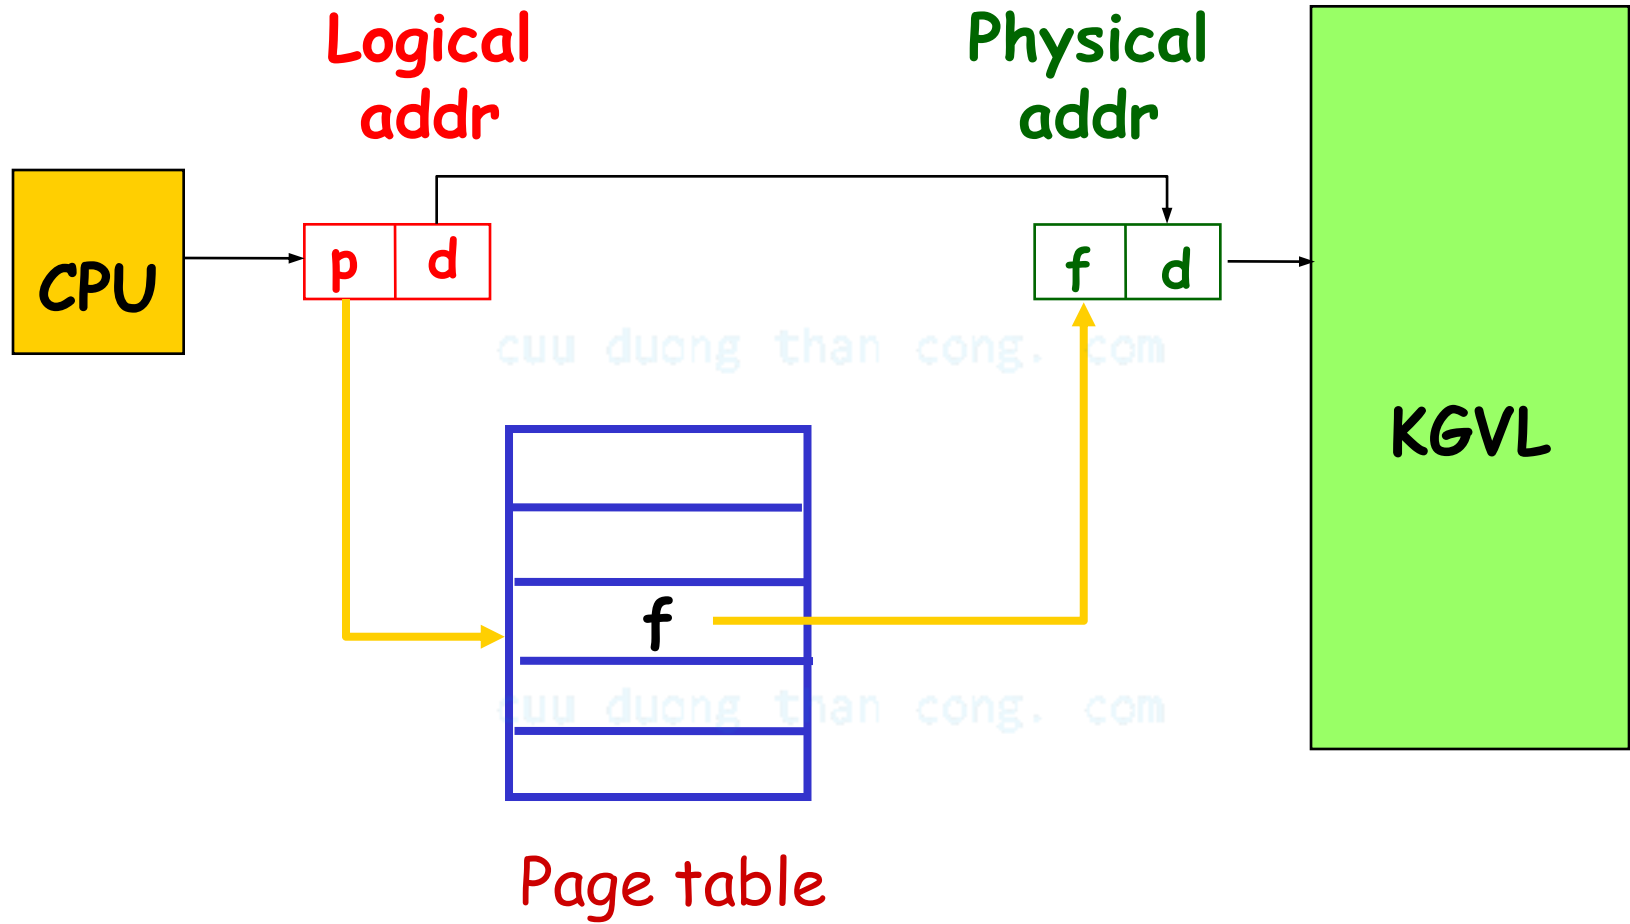 Logical
addr
Physical
addr
CPU
p d
f d
cuu duong than cong. com
KGVL
f
cuu duong than cong. com
Page table